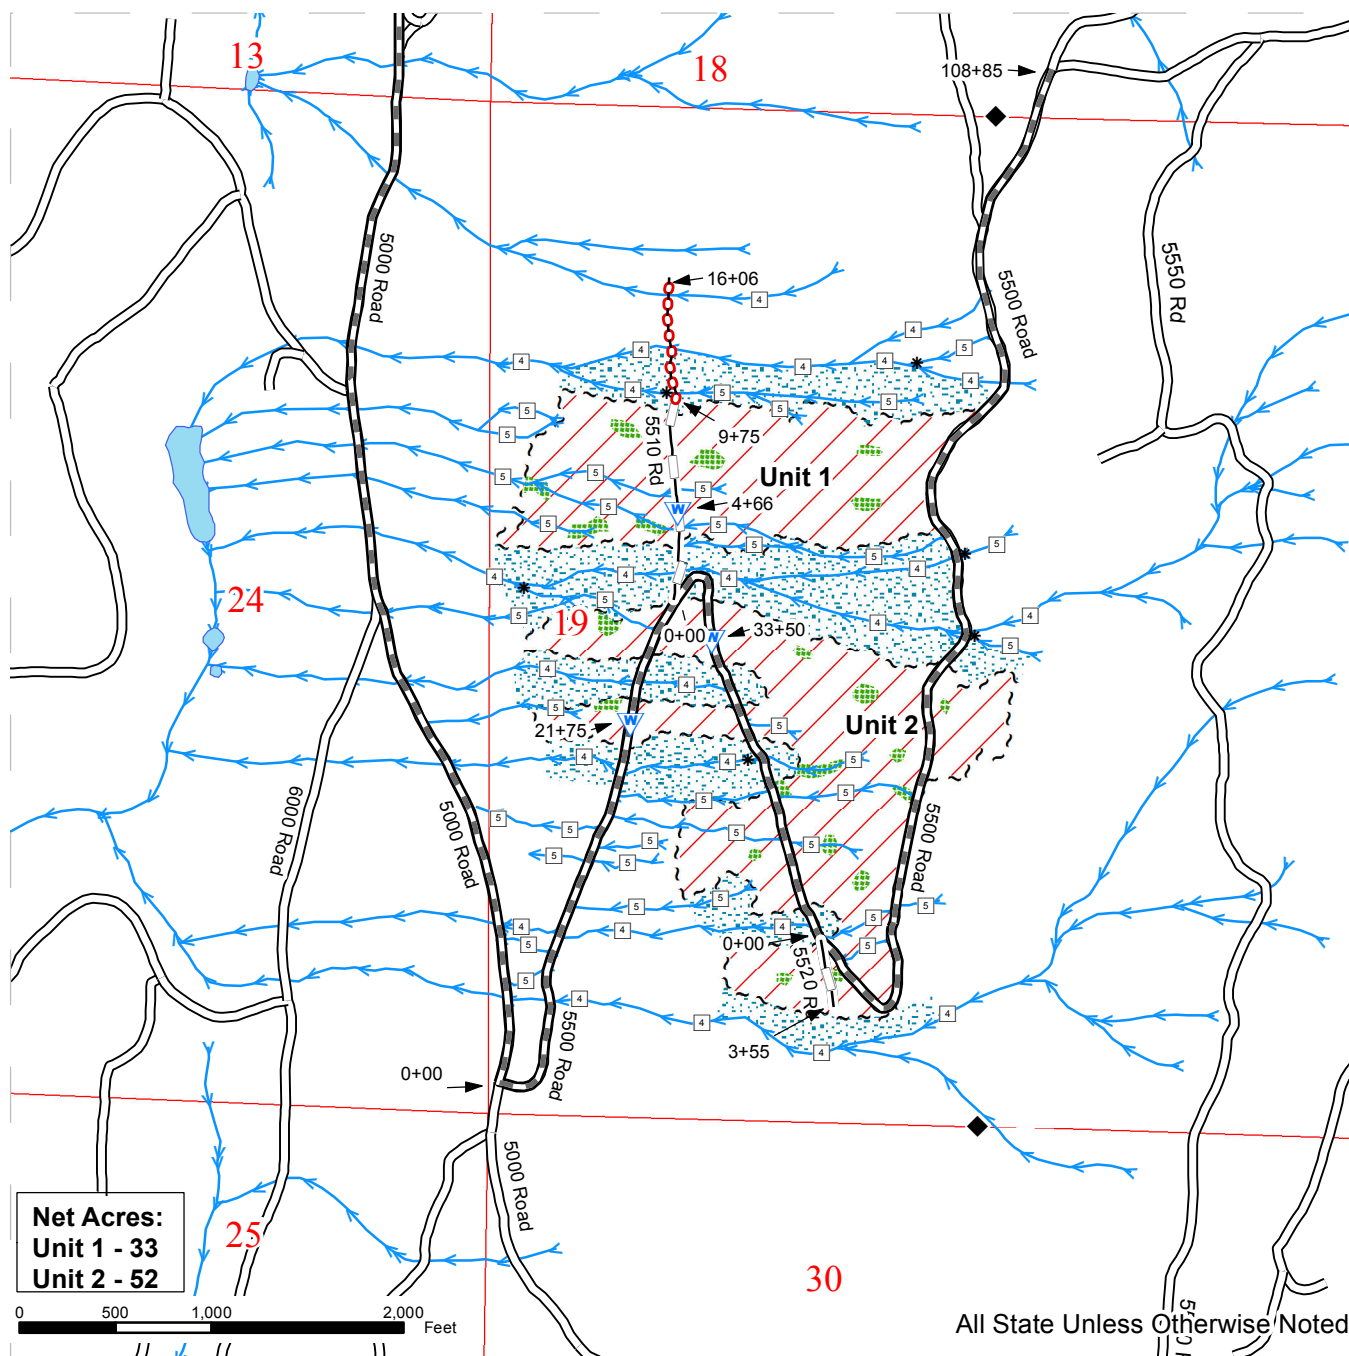 13
18
108+85
5000 Road
5500 Road
5550 Rd
16+06
9+75
5510 Rd
Unit 1
4+66
24
19
0+00
33+50
21+75
Unit 2
6000 Road
5000 Road
5500 Road
0+00
5520 Rd
3+55
5500 Road
0+00
5000 Road
Net Acres:
Unit 1 - 33
Unit 2 - 52
25
30
0 500 1,000 2,000
Feet
All State Unless Otherwise Noted